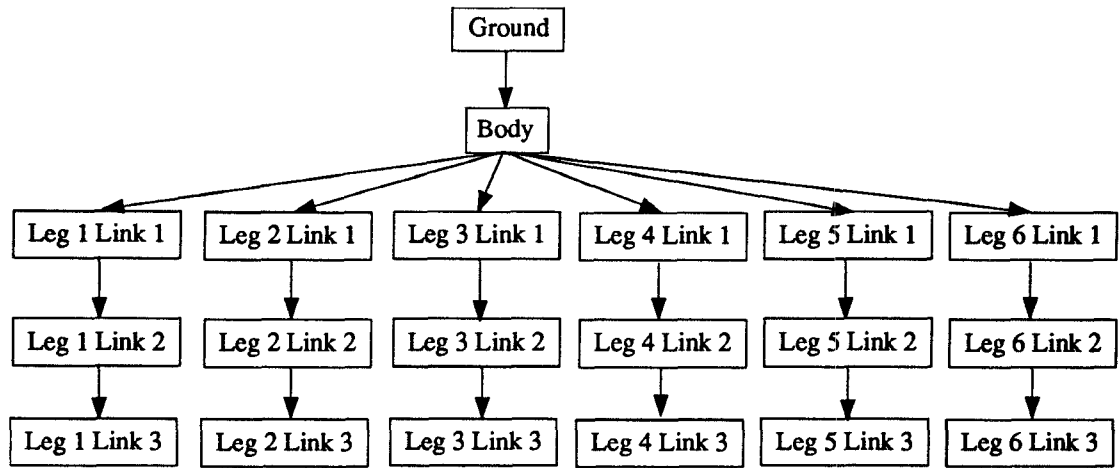 Ground
Body
Leg 1 Link 1
Leg 2 Link 1
Leg 3 Link 1
Leg 4 Link 1
Leg 5 Link 1
Leg 6 Link 1
Leg 1 Link 2
Leg 2 Link 2
Leg 3 Link 2
Leg 4 Link 2
Leg 5 Link 2
Leg 6 Link 2
Leg 1 Link 3
Leg 2 Link 3
Leg 3 Link 3
Leg 4 Link 3
Leg 5 Link 3
Leg 6 Link 3